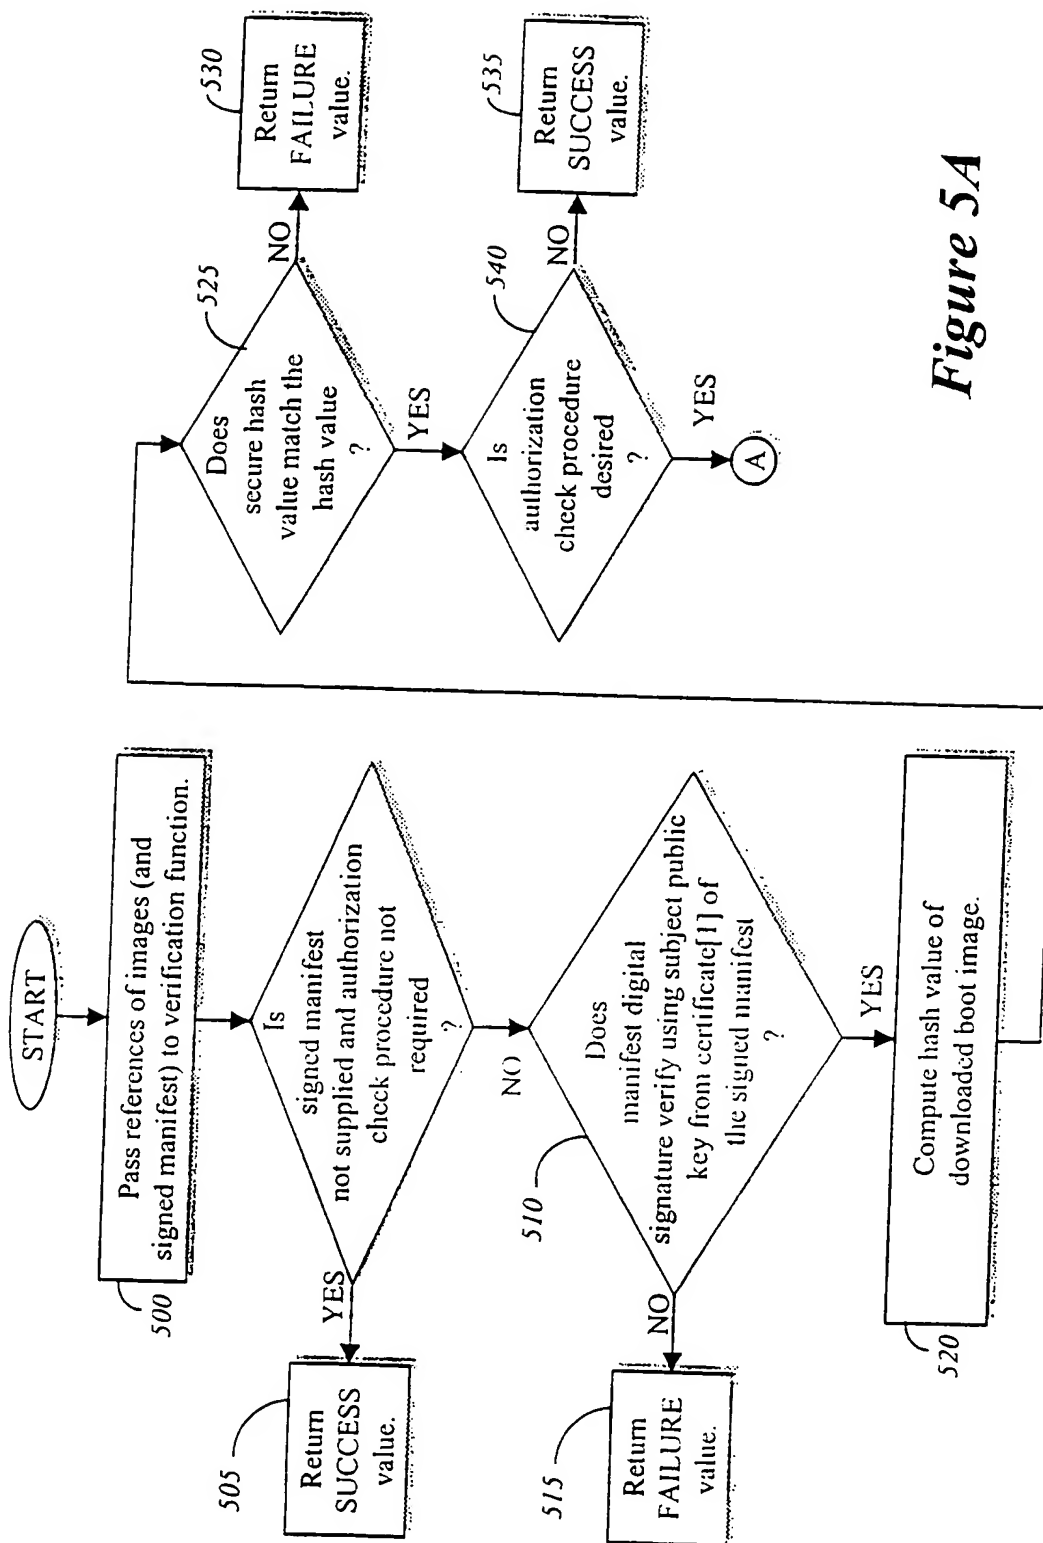 START
Pass references of images (and
signed manifest) to verification function.
500
Is
signed manifest
not supplied and authorization
check procedure not
required
?
YES
505
Return
SUCCESS
value.
NO
510
Does
manifest digital
signature verify using subject public
key from certificate[1] of
the signed manifest
?
NO
515
Return
FAILURE
value.
YES
Compute hash value of
downloaded boot image.
520
525
Does
secure hash
value match the
hash value
?
NO
530
Return
FAILURE
value.
YES
540
Is
authorization
check procedure
desired
?
NO
535
Return
SUCCESS
value.
YES
A
Figure 5A